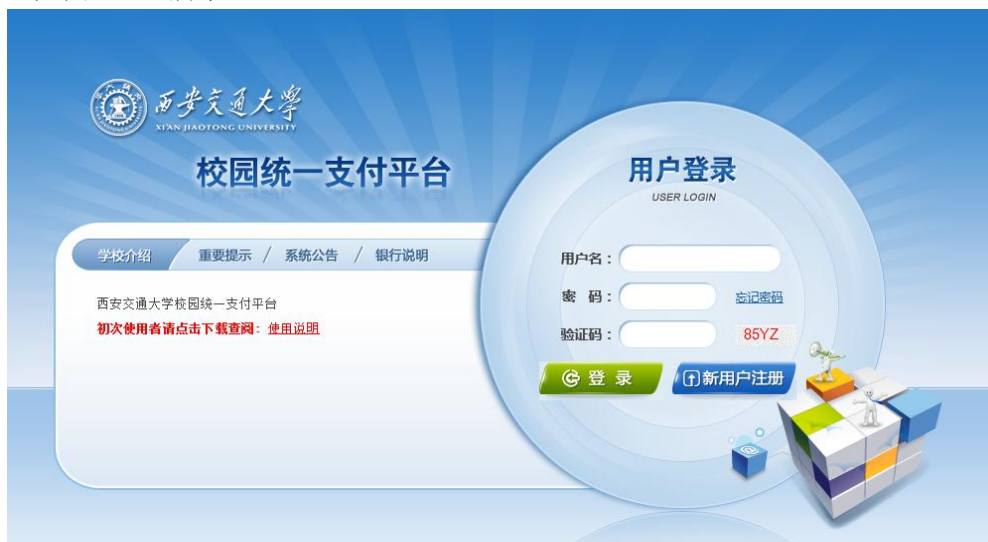 西安交通大学
XI'AN JIAOTONG UNIVERSITY
校园统一支付平台
学校介绍 / 重要提示 / 系统公告 / 银行说明
西安交通大学校园统一支付平台
初次使用者请点击下载查阅：使用说明
用户登录
USER LOGIN
用户名：
密 码： 忘记密码
验证码： 85YZ
登 录 新用户注册